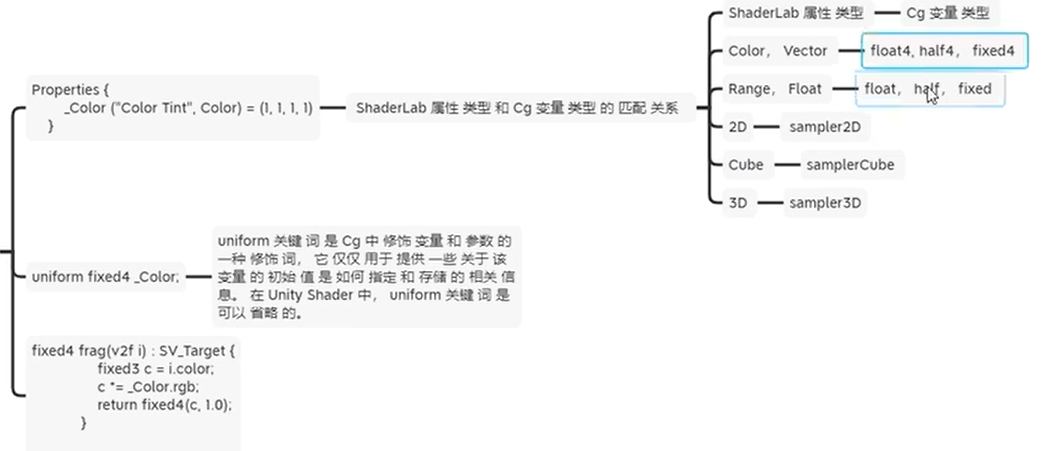 Properties {
_Color ("Color Tint", Color) = (1, 1, 1, 1)
}
ShaderLab 属性 类型 和 Cg 变量 类型 的 匹配 关系
ShaderLab 属性 类型
Cg 变量 类型
Color， Vector
float4, half4， fixed4
Range， Float
float， half， fixed
2D
sampler2D
Cube
samplerCube
3D
sampler3D
uniform fixed4 _Color;
uniform 关键 词 是 Cg 中 修饰 变量 和 参数 的
一种 修饰 词， 它 仅仅 用于 提供 一些 关于 该
变量 的 初始 值 是 如何 指定 和 存储 的 相关 信
息。 在 Unity Shader 中， uniform 关键 词 是
可以 省略 的。
fixed4 frag(v2f i) : SV_Target {
fixed3 c = i.color;
c *= _Color.rgb;
return fixed4(c, 1.0);
}